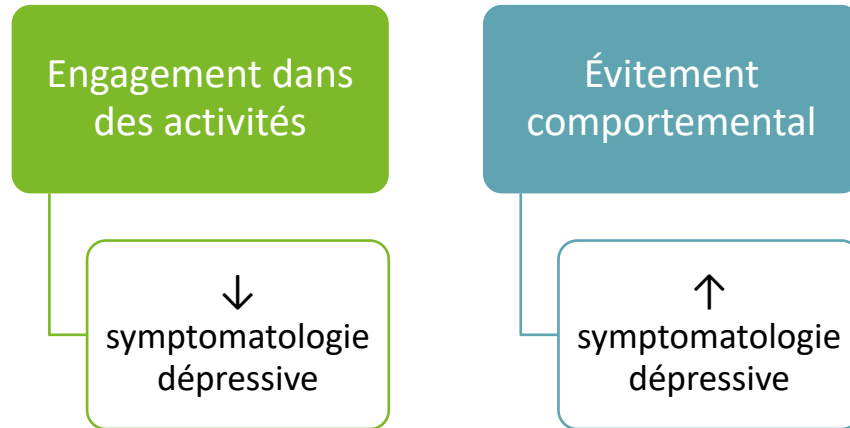 Engagement dans
des activités
↓
symptomatologie
dépressive
Évitement
comportemental
↑
symptomatologie
dépressive